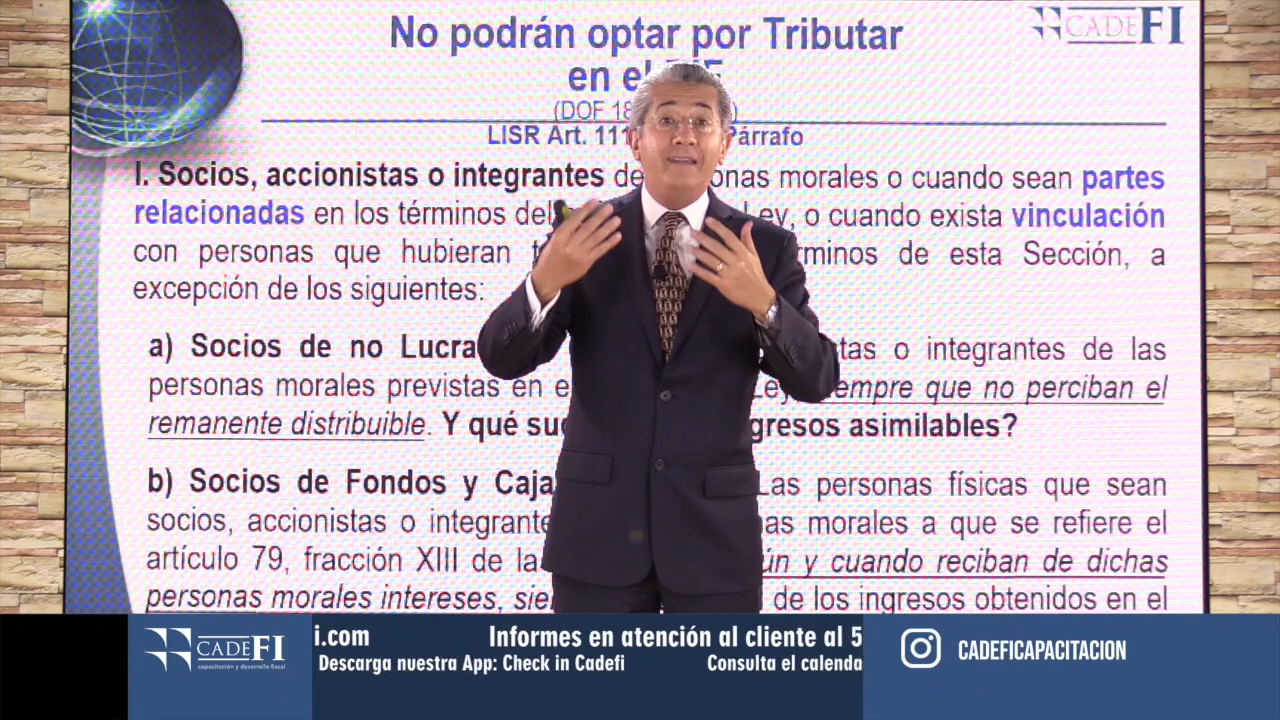 No podrán optar por Tributar
CADEFI
en el
(DOF 18
LISR Art. 111 Párrafo
I. Socios, accionistas o integrantes de onas morales o cuando sean partes
relacionadas en los términos del Ley, o cuando exista vinculación
con personas que hubieran rminos de esta Sección, a
excepción de los siguientes:
a) Socios de no Lucra tas o integrantes de las
personas morales previstas en e Ley, siempre que no perciban el
remanente distribuible. Y qué su gresos asimilables?
b) Socios de Fondos y Caja Las personas físicas que sean
socios, accionistas o integrante nas morales a que se refiere el
artículo 79, fracción XIII de la ún y cuando reciban de dichas
personas morales intereses, sie de los ingresos obtenidos en el
CADEFI
capacitación y desarrollo fiscal
i.com Informes en atención al cliente al 5
Descarga nuestra App: Check in Cadefi Consulta el calenda
CADEFICAPACITACION